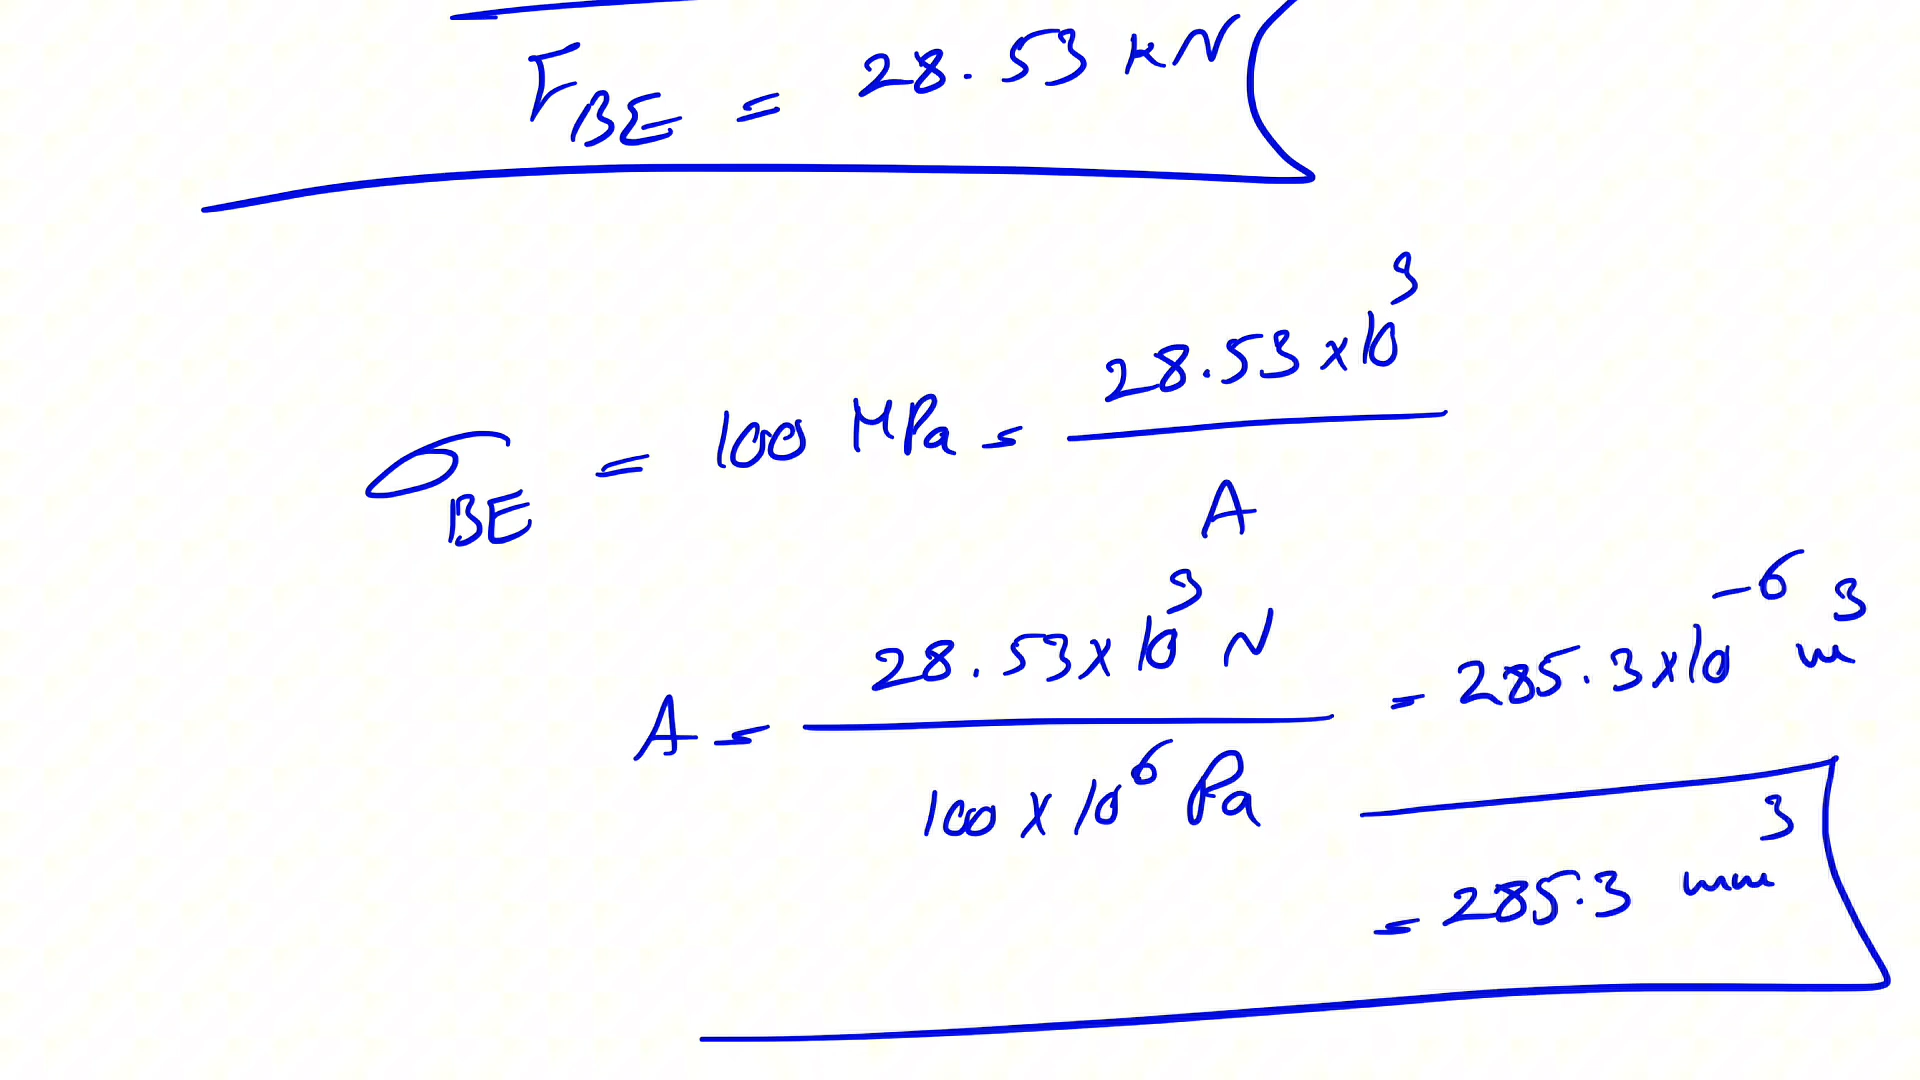 F_BE = 28.53 kN
σ_BE = 100 MPa = 28.53 x 10^3 / A
A = 28.53 x 10^3 N / 100 x 10^6 Pa = 285.3 x 10^-6 m^3
= 285.3 mm^3